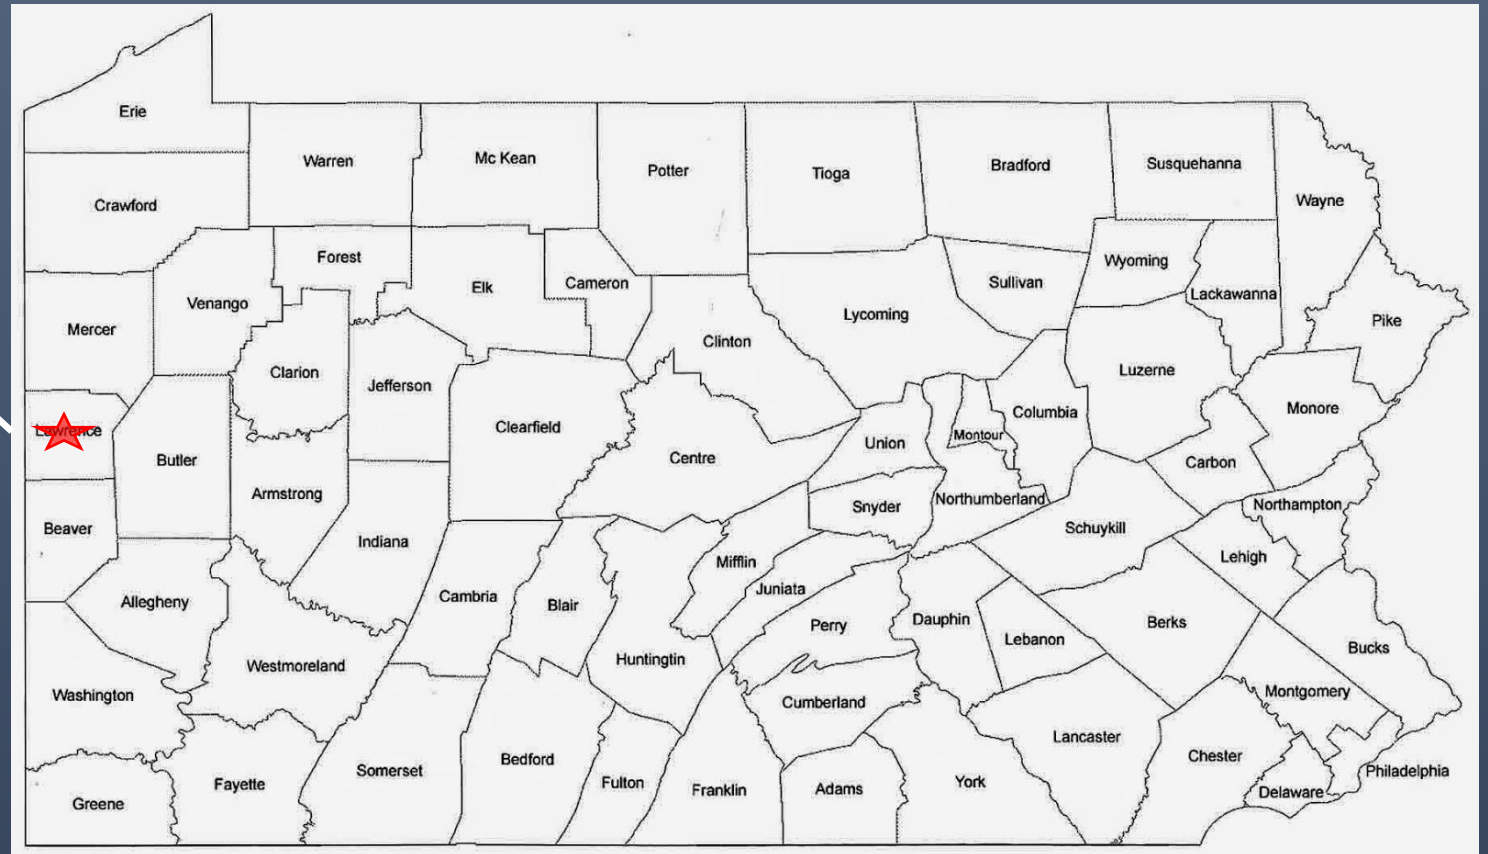 Erie
Warren
Mc Kean
Potter
Tioga
Bradford
Susquehanna
Wayne
Crawford
Forest
Venango
Elk
Cameron
Sullivan
Wyoming
Lackawanna
Mercer
Clinton
Lycoming
Pike
Clarion
Jefferson
Luzerne
Columbia
Monore
Lawrence
Butler
Clearfield
Centre
Union
Montour
Carbon
Armstrong
Snyder
Northumberland
Northampton
Beaver
Indiana
Schuykill
Lehigh
Mifflin
Juniata
Allegheny
Cambria
Blair
Perry
Dauphin
Lebanon
Berks
Bucks
Westmoreland
Huntingtin
Washington
Cumberland
Montgomery
Lancaster
Chester
Somerset
Bedford
Fulton
Franklin
Adams
York
Philadelphia
Delaware
Fayette
Greene